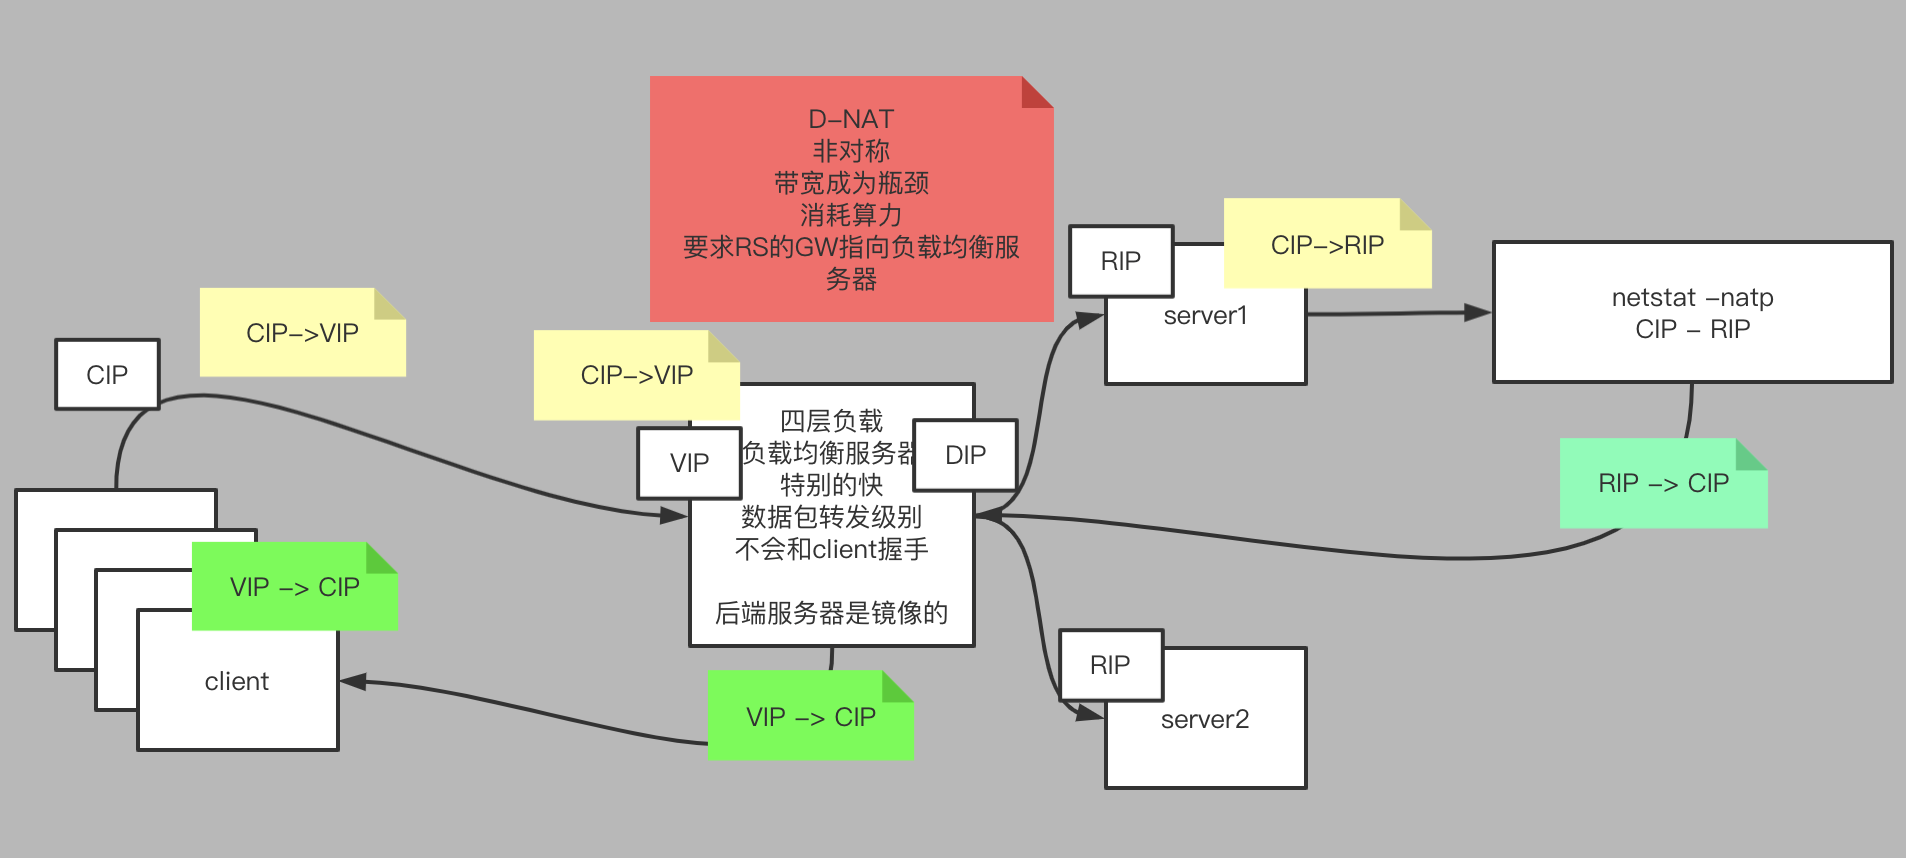 D-NAT
非对称
带宽成为瓶颈
消耗算力
要求RS的GW指向负载均衡服
务器
CIP->VIP
CIP
CIP->VIP
VIP
四层负载
负载均衡服务器
特别的快
数据包转发级别
不会和client握手
后端服务器是镜像的
DIP
RIP
server1
CIP->RIP
netstat -natp
CIP - RIP
RIP -> CIP
VIP -> CIP
client
VIP -> CIP
RIP
server2